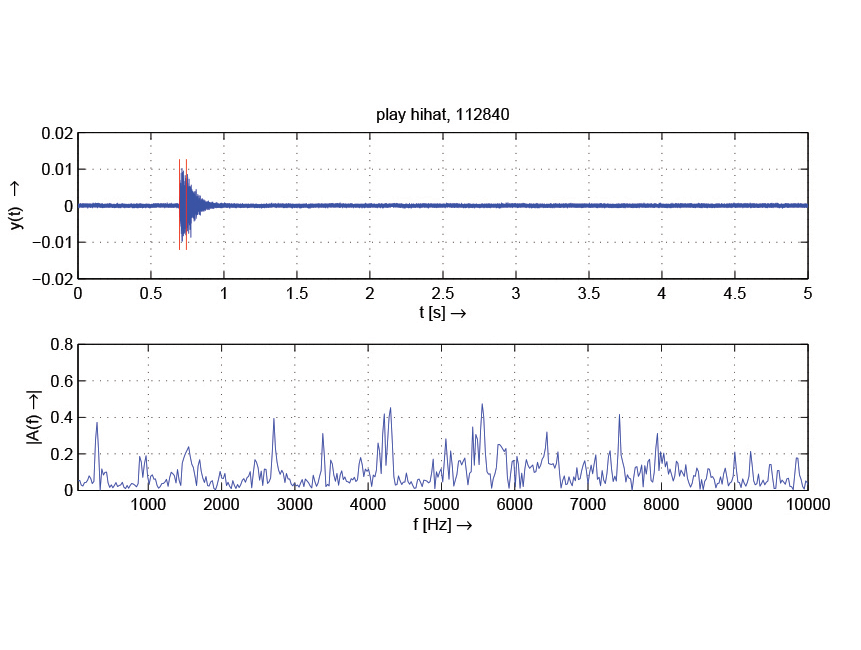 play hihat, 112840
0.02
0.01
0
−0.01
−0.02
y(t) →
0 0.5 1 1.5 2 2.5 3 3.5 4 4.5 5
t [s] →
0.8
0.6
0.4
0.2
0
|A(f) →|
1000 2000 3000 4000 5000 6000 7000 8000 9000 10000
f [Hz] →